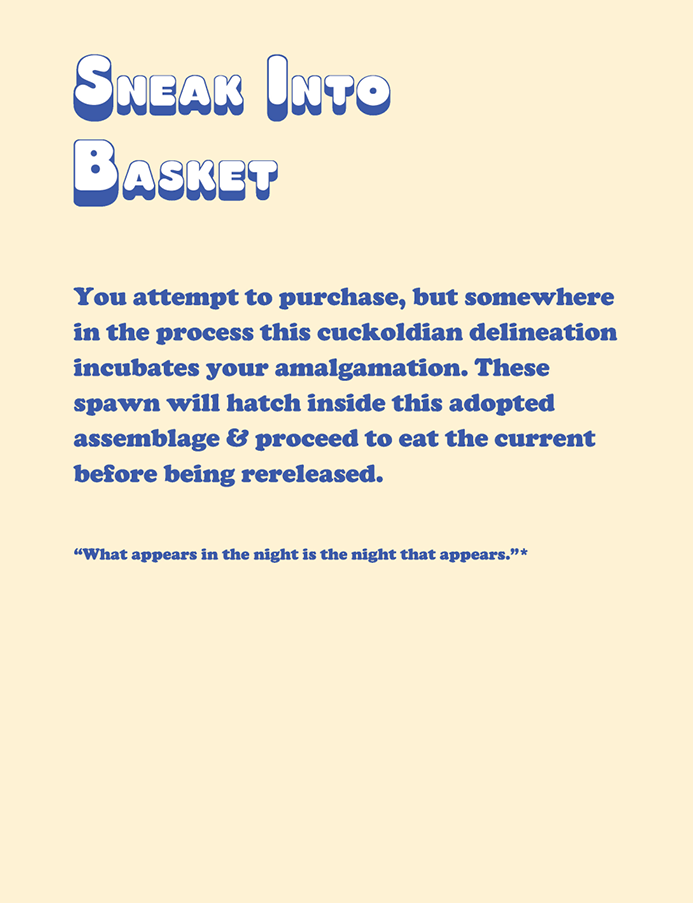 Sneak Into
Basket
You attempt to purchase, but somewhere
in the process this cuckoldian delineation
incubates your amalgamation. These
spawn will hatch inside this adopted
assemblage & proceed to eat the current
before being rereleased.
“What appears in the night is the night that appears.”*